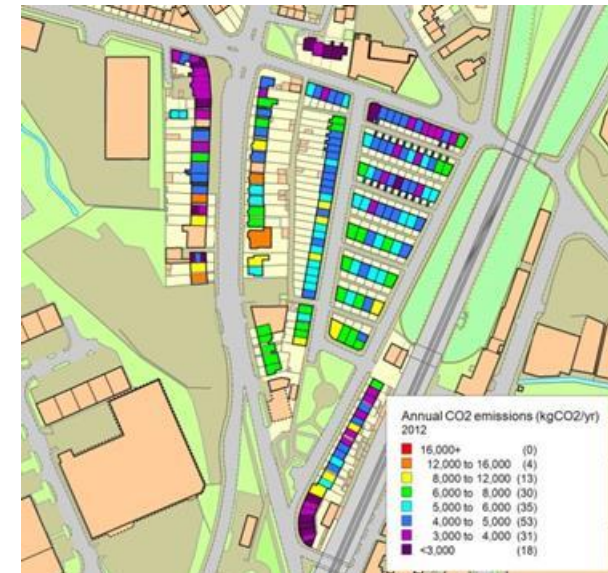 Annual CO2 emissions (kgCO2/yr)
2012
16,000+ (0)
12,000 to 16,000 (4)
8,000 to 12,000 (13)
6,000 to 8,000 (30)
5,000 to 6,000 (35)
4,000 to 5,000 (53)
3,000 to 4,000 (31)
<3,000 (18)